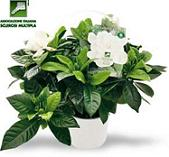 ASSOCIAZIONE ITALIANA
SCLEROSI MULTIPLA